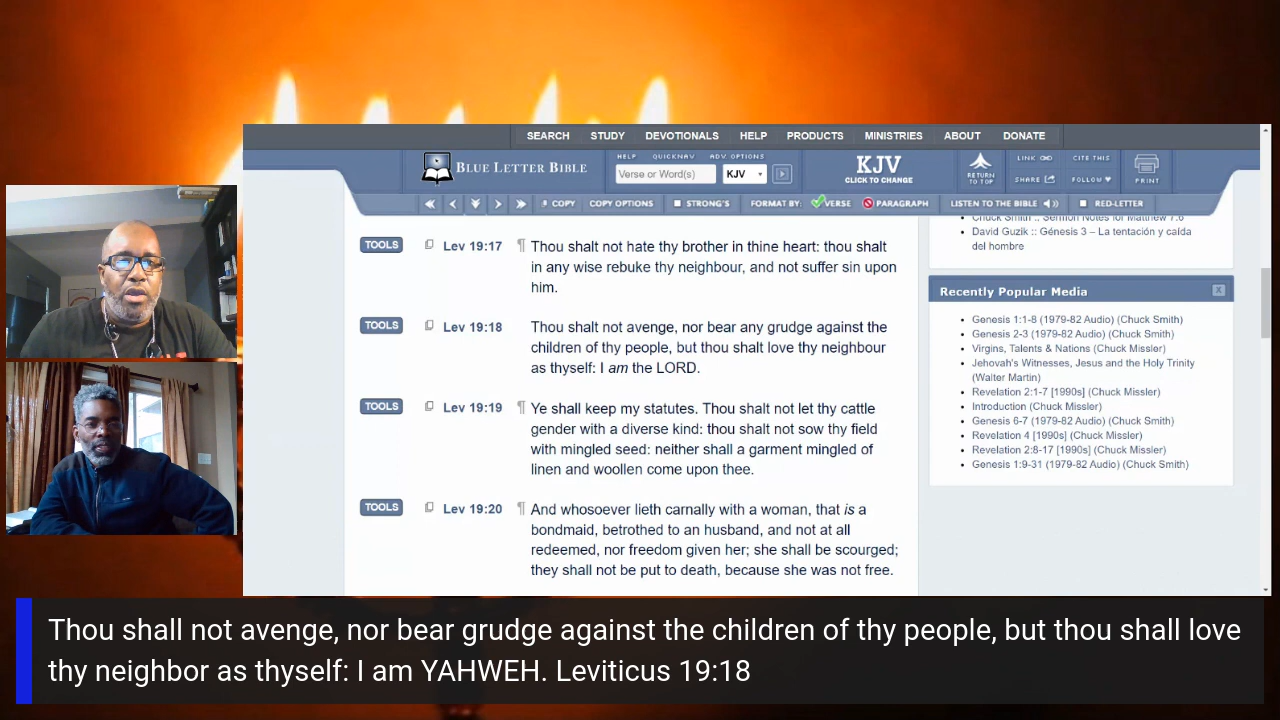 SEARCH STUDY DEVOTIONALS HELP PRODUCTS MINISTRIES ABOUT DONATE
BLUE LETTER BIBLE
HELP QUICKNAV ADV. OPTIONS
Verse or Word(s) KJV
KJV
CLICK TO CHANGE
RETURN
TO TOP
LINK CITE THIS
SHARE FOLLOW
PRINT
COPY COPY OPTIONS STRONG'S FORMAT BY: VERSE PARAGRAPH LISTEN TO THE BIBLE RED-LETTER
TOOLS Lev 19:17 ¶ Thou shalt not hate thy brother in thine heart: thou shalt
in any wise rebuke thy neighbour, and not suffer sin upon
him.
TOOLS Lev 19:18 Thou shalt not avenge, nor bear any grudge against the
children of thy people, but thou shalt love thy neighbour
as thyself: I am the LORD.
TOOLS Lev 19:19 ¶ Ye shall keep my statutes. Thou shalt not let thy cattle
gender with a diverse kind: thou shalt not sow thy field
with mingled seed: neither shall a garment mingled of
linen and woollen come upon thee.
TOOLS Lev 19:20 ¶ And whosoever lieth carnally with a woman, that is a
bondmaid, betrothed to an husband, and not at all
redeemed, nor freedom given her; she shall be scourged;
they shall not be put to death, because she was not free.
Chuck Smith :: Sermon Notes for Matthew 7:6
David Guzik :: Génesis 3 – La tentación y caída
del hombre
Recently Popular Media X
Genesis 1:1-8 (1979-82 Audio) (Chuck Smith)
Genesis 2-3 (1979-82 Audio) (Chuck Smith)
Virgins, Talents & Nations (Chuck Missler)
Jehovah's Witnesses, Jesus and the Holy Trinity
(Walter Martin)
Revelation 2:1-7 [1990s] (Chuck Missler)
Introduction (Chuck Missler)
Genesis 6-7 (1979-82 Audio) (Chuck Smith)
Revelation 4 [1990s] (Chuck Missler)
Revelation 2:8-17 [1990s] (Chuck Missler)
Genesis 1:9-31 (1979-82 Audio) (Chuck Smith)
Thou shall not avenge, nor bear grudge against the children of thy people, but thou shall love
thy neighbor as thyself: I am YAHWEH. Leviticus 19:18